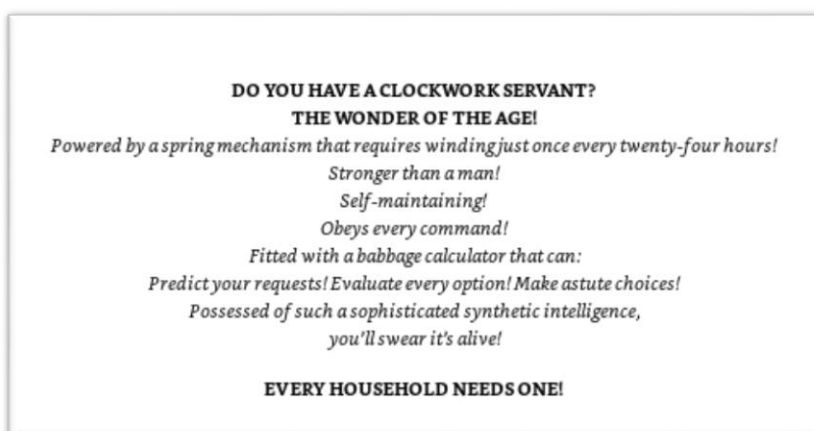 DO YOU HAVE A CLOCKWORK SERVANT?
THE WONDER OF THE AGE!
Powered by a spring mechanism that requires winding just once every twenty-four hours!
Stronger than a man!
Self-maintaining!
Obeys every command!
Fitted with a babbage calculator that can:
Predict your requests! Evaluate every option! Make astute choices!
Possessed of such a sophisticated synthetic intelligence,
you'll swear it's alive!
EVERY HOUSEHOLD NEEDS ONE!